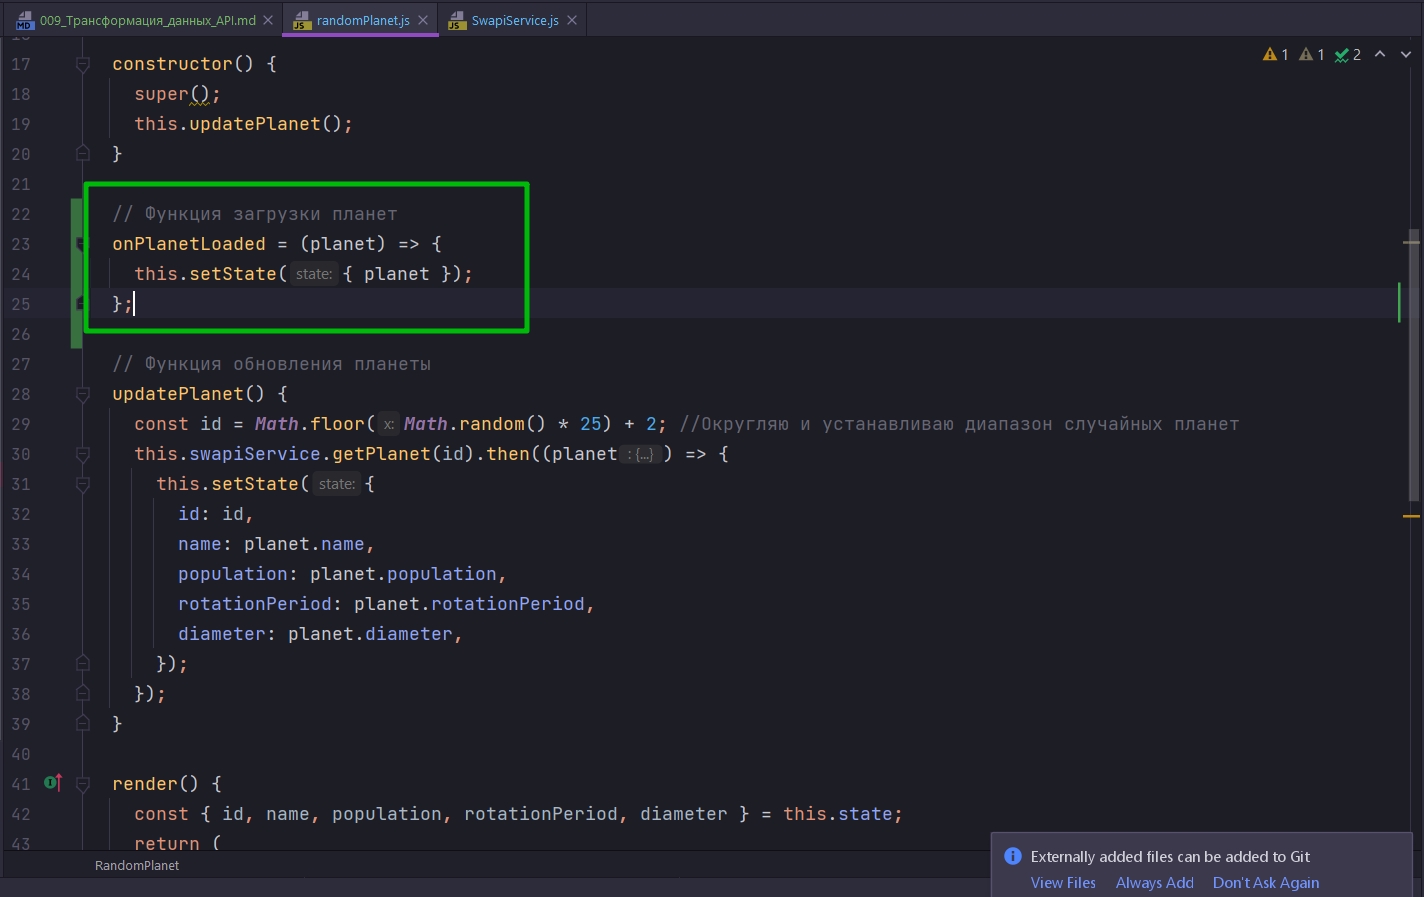 009_Трансформация_данных_API.md randomPlanet.js SwapiService.js
17 constructor() {
1 1 2
18 super();
19 this.updatePlanet();
20 }
21
22 // Функция загрузки планет
23 onPlanetLoaded = (planet) => {
24 this.setState( state: { planet });
25 };
26
27 // Функция обновления планеты
28 updatePlanet() {
29 const id = Math.floor( x: Math.random() * 25) + 2; //Округляю и устанавливаю диапазон случайных планет
30 this.swapiService.getPlanet(id).then((planet : {...} ) => {
31 this.setState( state: {
32 id: id,
33 name: planet.name,
34 population: planet.population,
35 rotationPeriod: planet.rotationPeriod,
36 diameter: planet.diameter,
37 });
38 });
39 }
40
41 render() {
42 const { id, name, population, rotationPeriod, diameter } = this.state;
43 return (
RandomPlanet
Externally added files can be added to Git
View Files Always Add Don't Ask Again